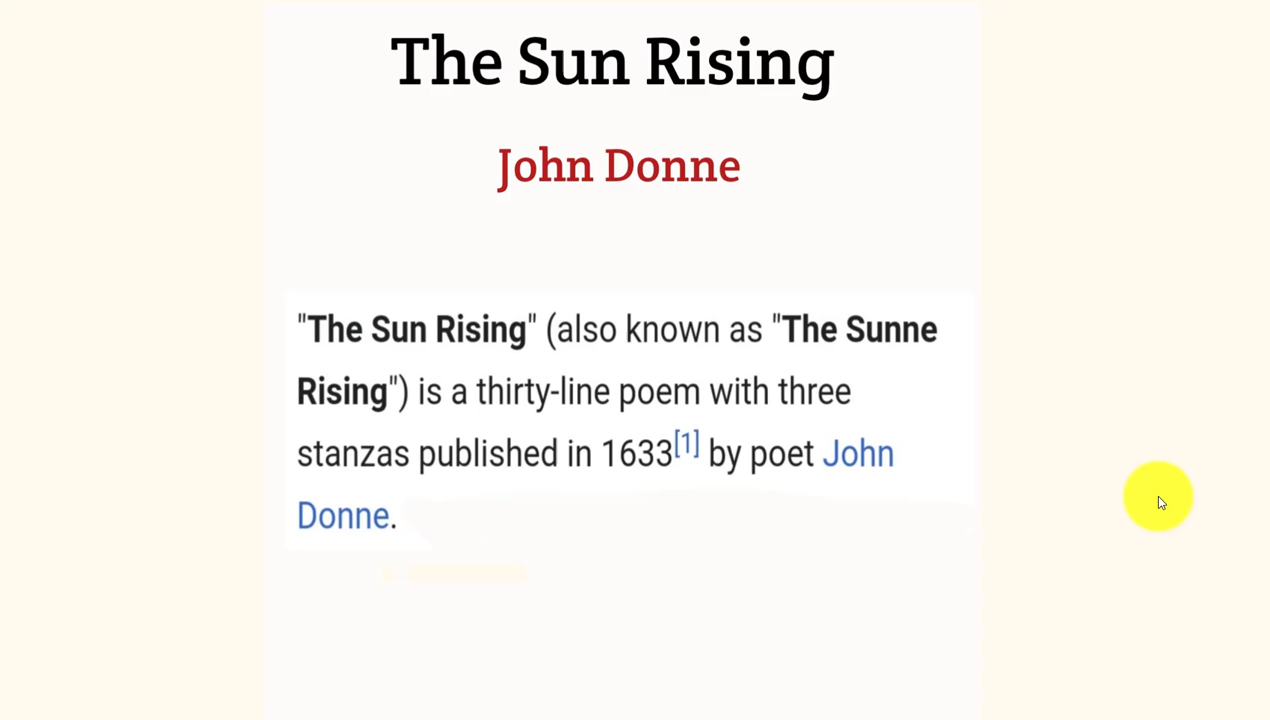 The Sun Rising
John Donne
"The Sun Rising" (also known as "The Sunne
Rising") is a thirty-line poem with three
stanzas published in 1633[1] by poet John
Donne.